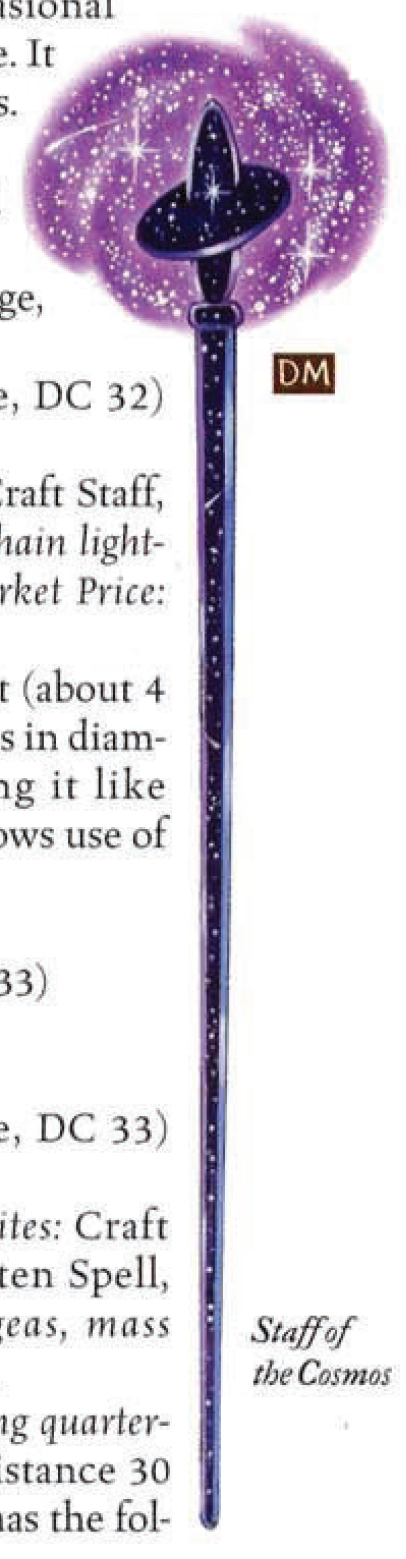 asional
e. It
s.
ge,
e, DC 32)
Craft Staff,
hain light-
rket Price:
t (about 4
s in diam-
ng it like
ows use of
33)
e, DC 33)
ites: Craft
ten Spell,
geas, mass
ng quarter-
istance 30
has the fol-
DM
Staff of
the Cosmos